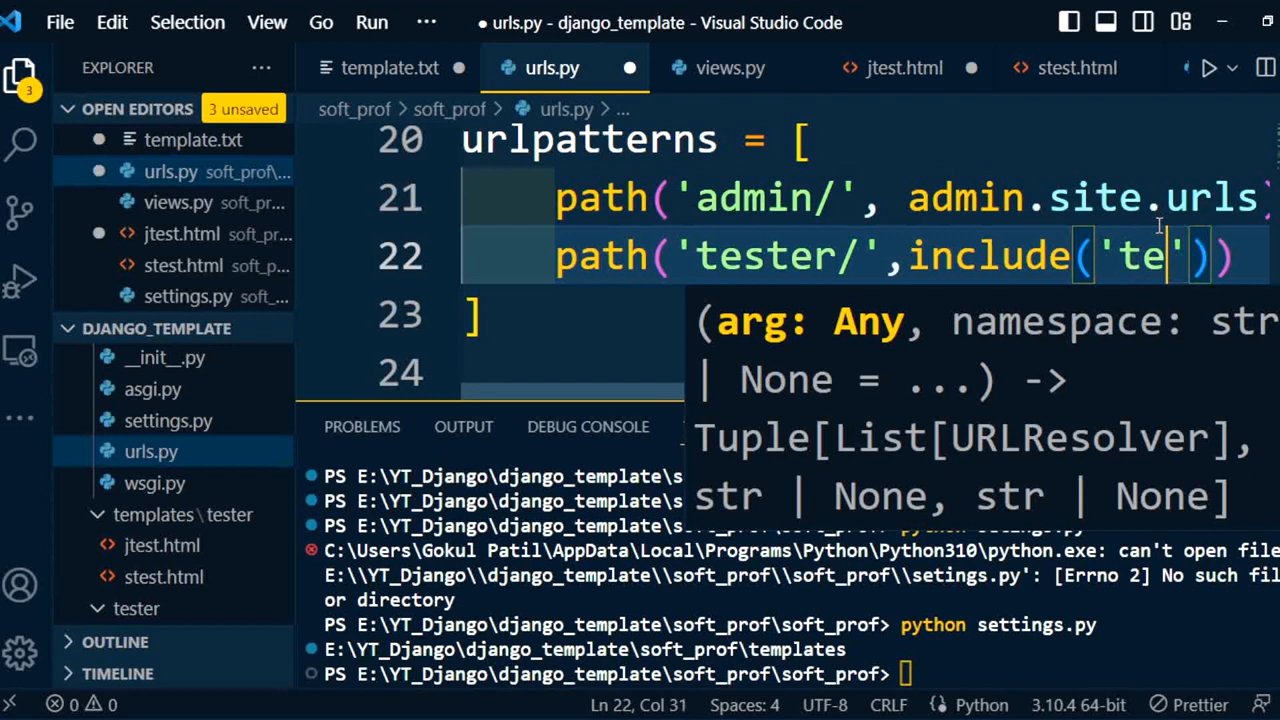 File Edit Selection View Go Run ··· ● urls.py - django_template - Visual Studio Code
EXPLORER ···
template.txt ● urls.py ● views.py jtest.html ● stest.html
3
OPEN EDITORS 3 unsaved
template.txt
urls.py soft_prof\...
views.py soft_prof...
jtest.html soft_pr...
stest.html soft_pr...
settings.py soft_...
DJANGO_TEMPLATE
__init__.py
asgi.py
settings.py
urls.py
wsgi.py
templates \ tester
jtest.html
stest.html
tester
OUTLINE
TIMELINE
soft_prof > soft_prof > urls.py > ...
20 urlpatterns = [
21 path('admin/', admin.site.urls)
22 path('tester/',include('te'))
23 ]
24
(arg: Any, namespace: str
| None = ...) ->
Tuple[List[URLResolver],
str | None, str | None]
PROBLEMS OUTPUT DEBUG CONSOLE
PS E:\YT_Django\django_template\s
PS E:\YT_Django\django_template\s
PS E:\YT_Django\django_template\soft_prof\soft_prof> python settings.py
C:\Users\Gokul Patil\AppData\Local\Programs\Python\Python310\python.exe: can't open file
E:\\YT_Django\\django_template\\soft_prof\\soft_prof\\setings.py': [Errno 2] No such fil
or directory
PS E:\YT_Django\django_template\soft_prof\soft_prof> python settings.py
E:\YT_Django\django_template\soft_prof\templates
PS E:\YT_Django\django_template\soft_prof\soft_prof>
0 0 Ln 22, Col 31 Spaces: 4 UTF-8 CRLF Python 3.10.4 64-bit Prettier